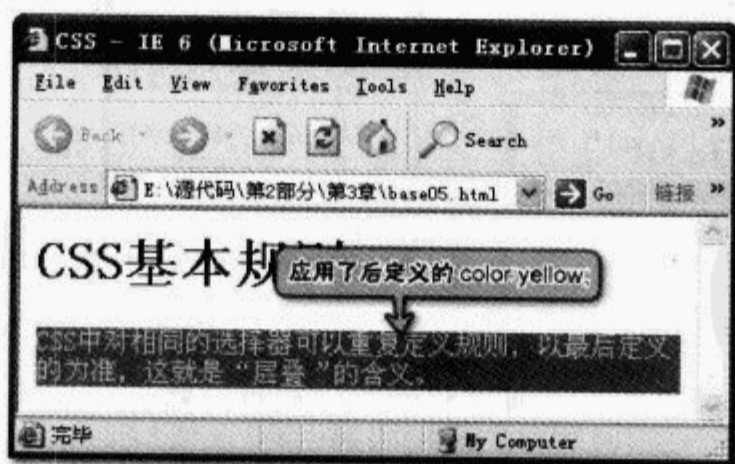 CSS - IE 6 (Microsoft Internet Explorer)
File Edit View Favorites Tools Help
Back Search
Address E:\源代码\第2部分\第3章\base05.html Go 链接
CSS基本规
应用了后定义的 color yellow;
CSS中对相同的选择器可以重复定义规则，以最后定义
的为准，这就是“层叠”的含义。
完毕 My Computer